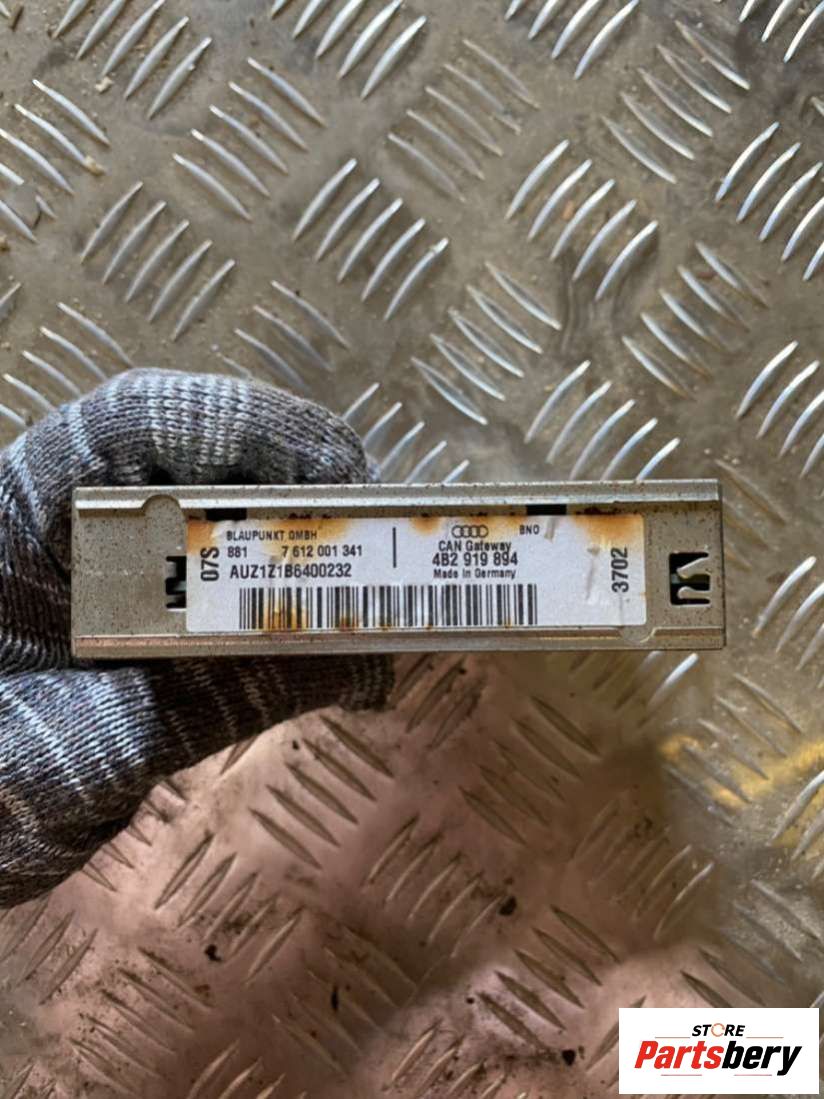 07S
BLAUPUNKT GMBH
881 7 612 001 341
AUZ1Z1B6400232
BNO
CAN Gateway
4B2 919 894
Made in Germany
3702
STORE
Partsbery